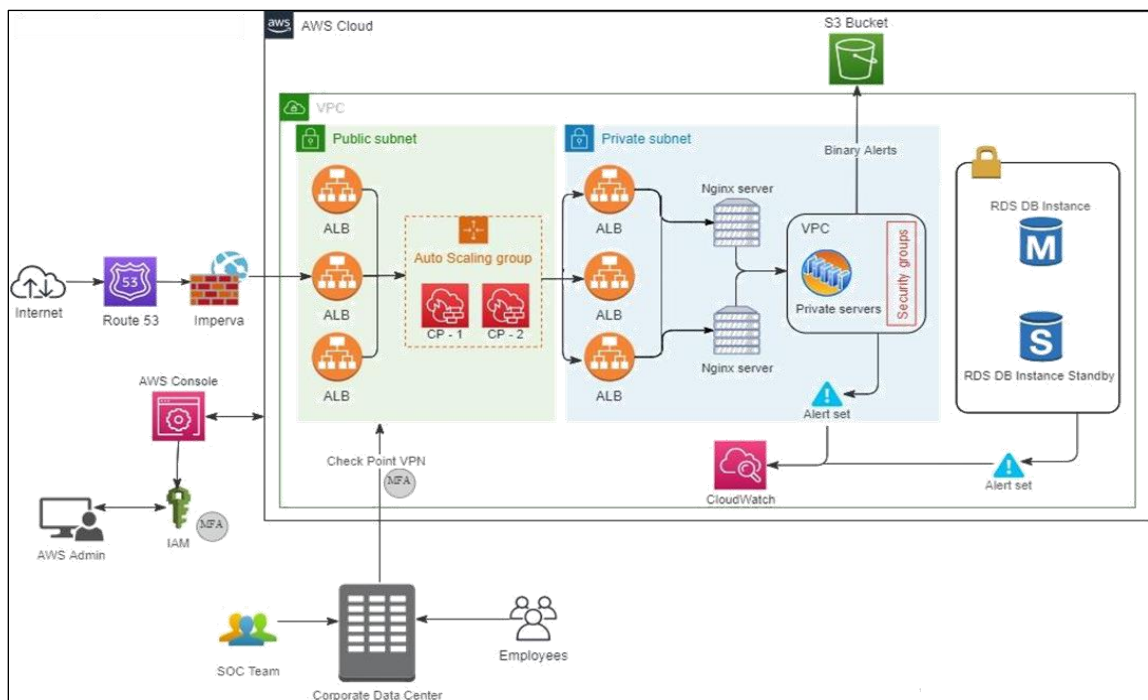 aws
AWS Cloud
S3 Bucket
VPC
Public subnet
Private subnet
Binary Alerts
ALB
ALB
ALB
Auto Scaling group
CP - 1
CP - 2
ALB
ALB
ALB
Nginx server
Nginx server
VPC
Private servers
Security groups
RDS DB Instance
M
S
RDS DB Instance Standby
Internet
53
Route 53
Imperva
AWS Console
Alert set
Alert set
CloudWatch
Check Point VPN
MFA
AWS Admin
IAM
MFA
SOC Team
Employees
Corporate Data Center